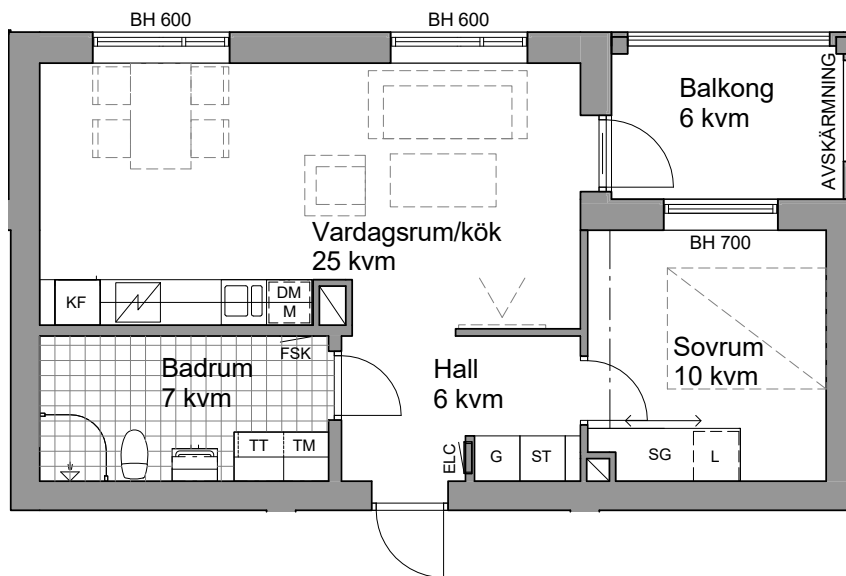 BH 600
BH 600
Balkong
6 kvm
AVSKÄRMNING
Vardagsrum/kök
25 kvm
BH 700
KF
DM
M
FSK
Badrum
7 kvm
Hall
6 kvm
Sovrum
10 kvm
TT
TM
ELC
G
ST
SG
L